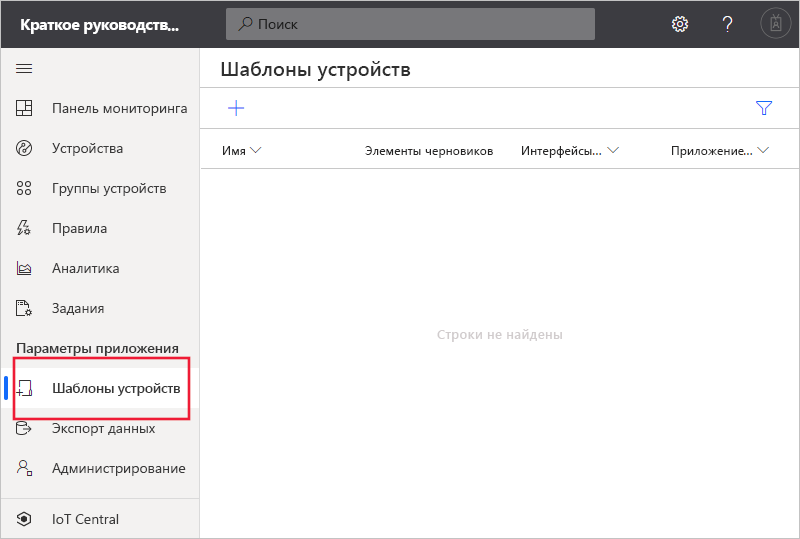 Краткое руководств...
Поиск
?
Шаблоны устройств
Панель мониторинга
Устройства
Группы устройств
Правила
Аналитика
Задания
Параметры приложения
Шаблоны устройств
Экспорт данных
Администрирование
IoT Central
Имя
Элементы черновиков
Интерфейсы...
Приложение...
Строки не найдены